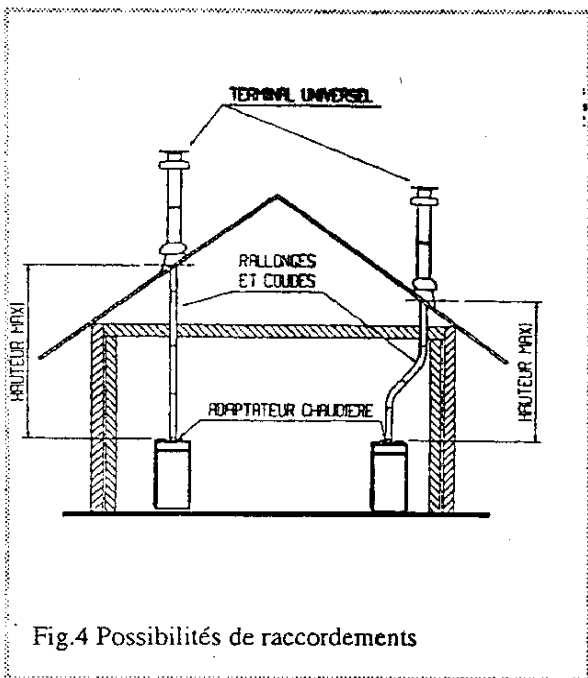 TERMINAL UNIVERSEL
RALLONGES
ET COUDES
HAUTEUR MAXI
HAUTEUR MAXI
ADAPTATEUR CHAUDIERE
Fig.4 Possibilités de raccordements